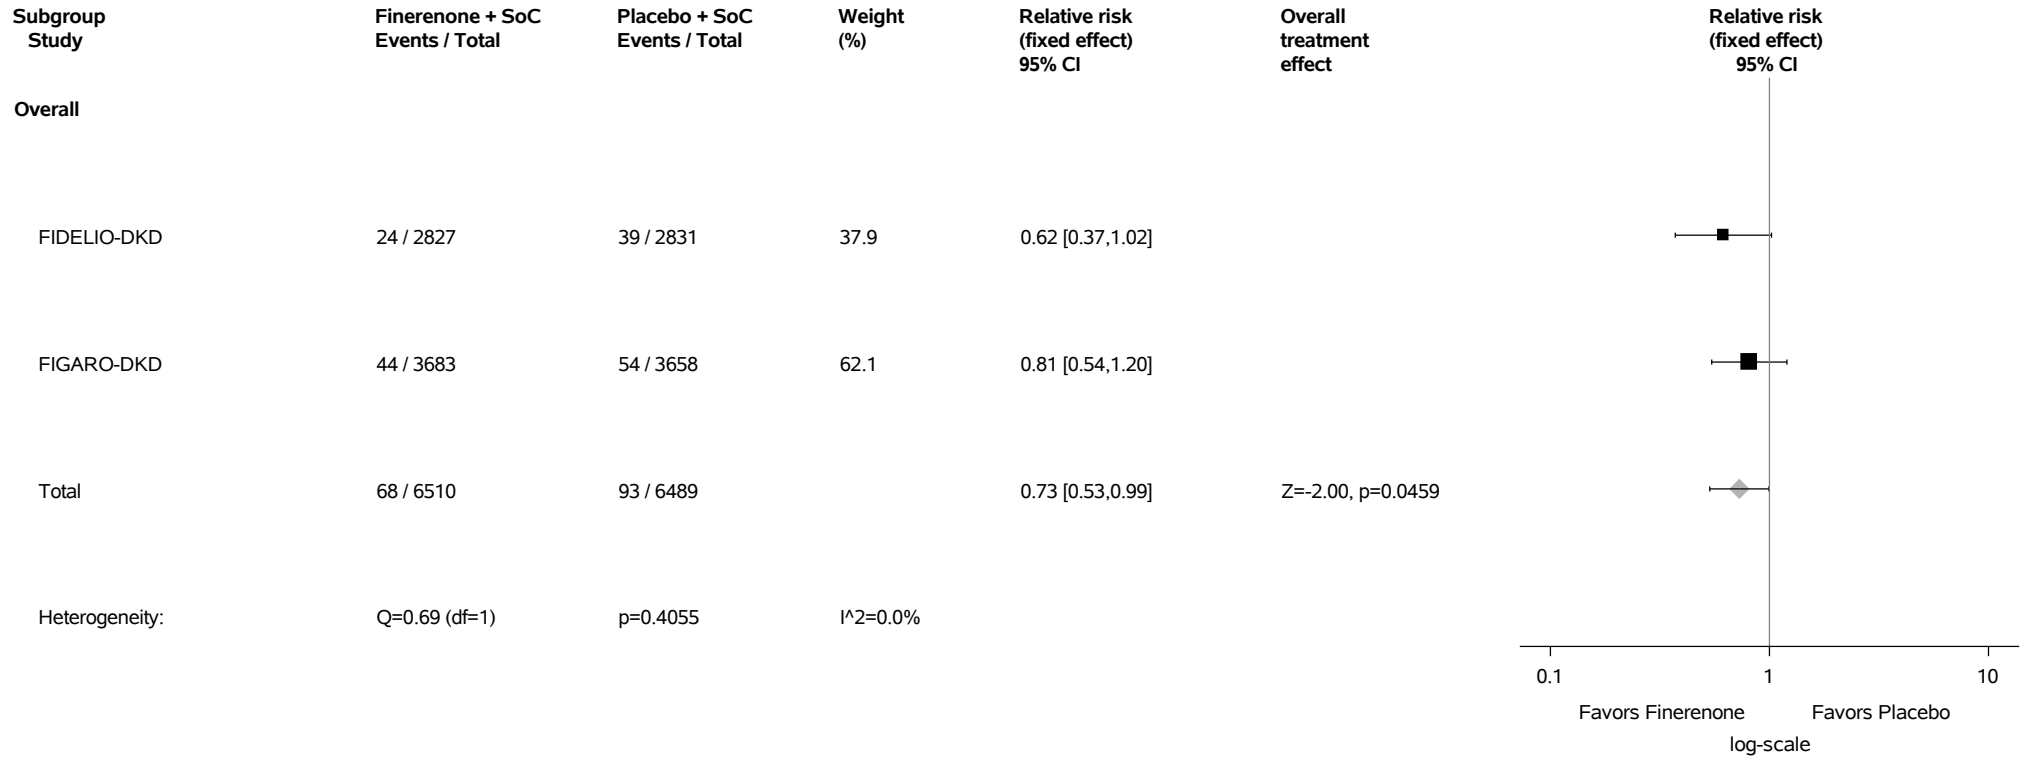 Subgroup Finerenone + SoC Placebo + SoC Weight Relative risk Overall Relative risk
Study Events / Total Events / Total (%) (fixed effect) treatment (fixed effect)
95% CI effect 95% CI
Overall
FIDELIO-DKD 24 / 2827 39 / 2831 37.9 0.62 [0.37,1.02]
FIGARO-DKD 44 / 3683 54 / 3658 62.1 0.81 [0.54,1.20]
Total 68 / 6510 93 / 6489 0.73 [0.53,0.99] Z=-2.00, p=0.0459
Heterogeneity: Q=0.69 (df=1) p=0.4055 I^2=0.0%
0.1 1 10
Favors Finerenone Favors Placebo
log-scale